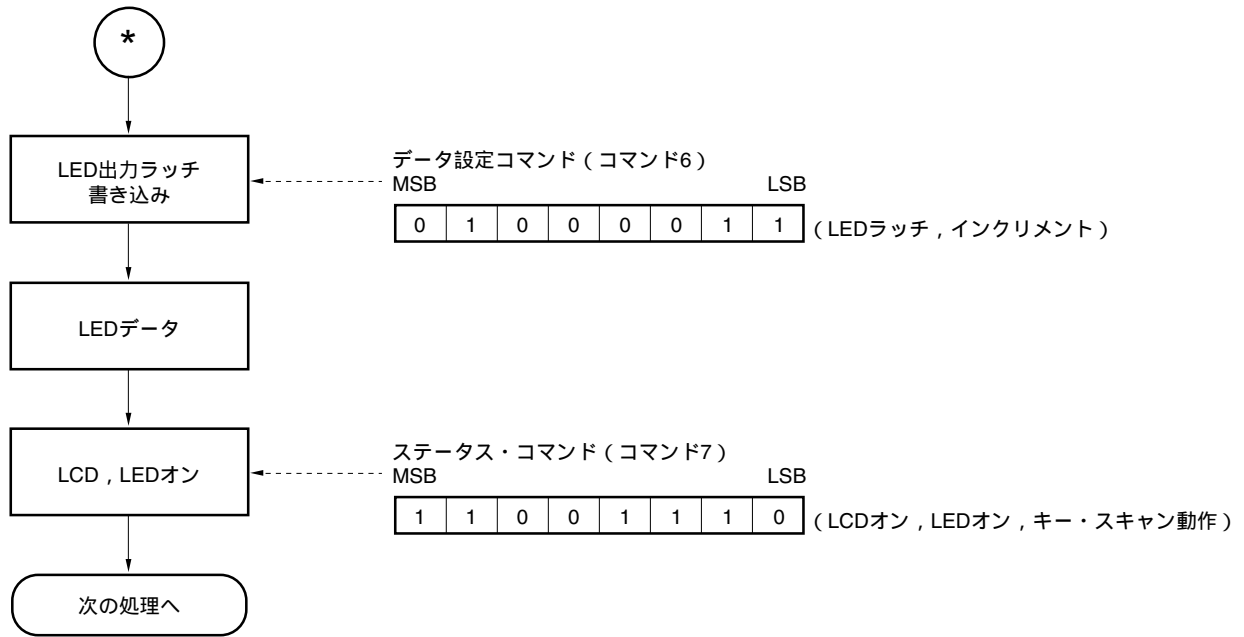 *
LED出力ラッチ
書き込み
データ設定コマンド（コマンド6）
MSB LSB
0 1 0 0 0 0 1 1 （LEDラッチ，インクリメント）
LEDデータ
LCD，LEDオン
ステータス・コマンド（コマンド7）
MSB LSB
1 1 0 0 1 1 1 0 （LCDオン，LEDオン，キー・スキャン動作）
次の処理へ